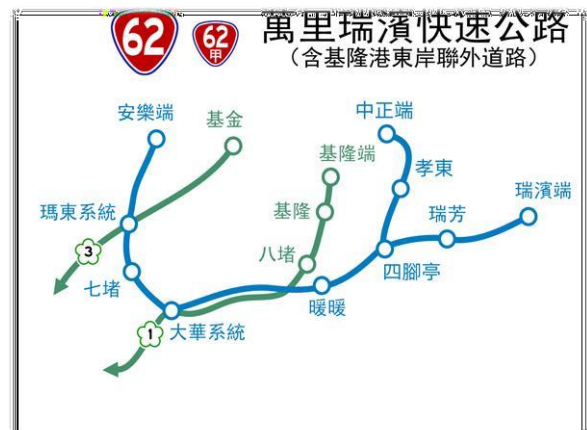 62
62
甲
萬里瑞濱快速公路
（含基隆港東岸聯外道路）
安樂端
基金
中正端
基隆端
孝東
瑞濱端
瑪東系統
基隆
瑞芳
3
八堵
四腳亭
七堵
暖暖
1
大華系統